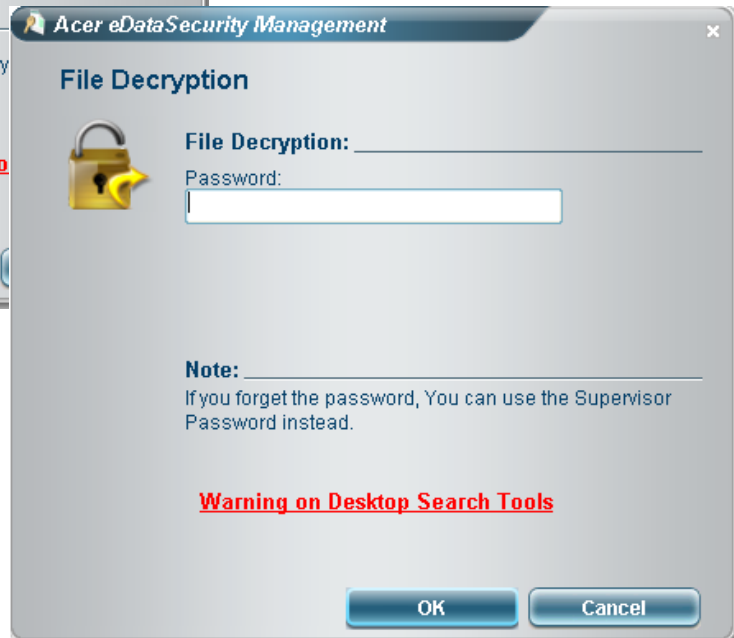 Acer eDataSecurity Management
File Decryption
File Decryption:
Password:
Note:
If you forget the password, You can use the Supervisor
Password instead.
Warning on Desktop Search Tools
OK
Cancel